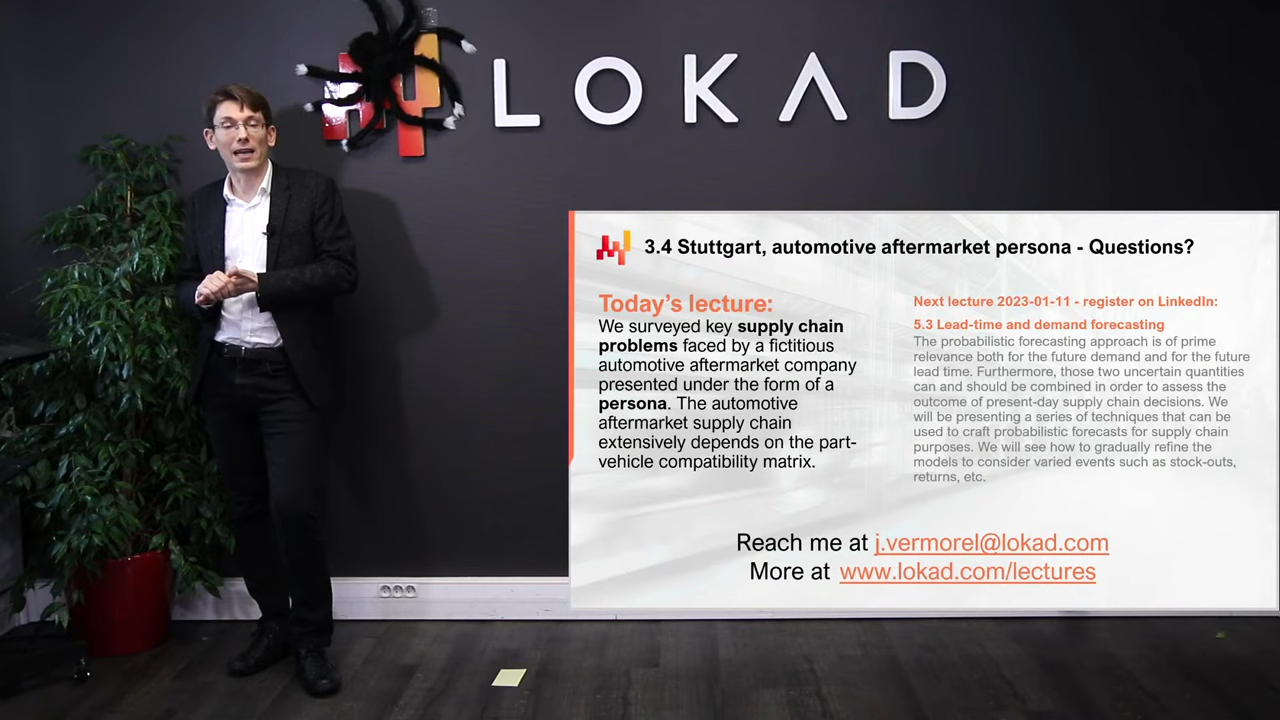 LOKAD
3.4 Stuttgart, automotive aftermarket persona - Questions?
Today's lecture:
We surveyed key supply chain
problems faced by a fictitious
automotive aftermarket company
presented under the form of a
persona. The automotive
aftermarket supply chain
extensively depends on the part-
vehicle compatibility matrix.
Next lecture 2023-01-11 - register on LinkedIn:
5.3 Lead-time and demand forecasting
The probabilistic forecasting approach is of prime
relevance both for the future demand and for the future
lead time. Furthermore, those two uncertain quantities
can and should be combined in order to assess the
outcome of present-day supply chain decisions. We
will be presenting a series of techniques that can be
used to craft probabilistic forecasts for supply chain
purposes. We will see how to gradually refine the
models to consider varied events such as stock-outs,
returns, etc.
Reach me at j.vermorel@lokad.com
More at www.lokad.com/lectures